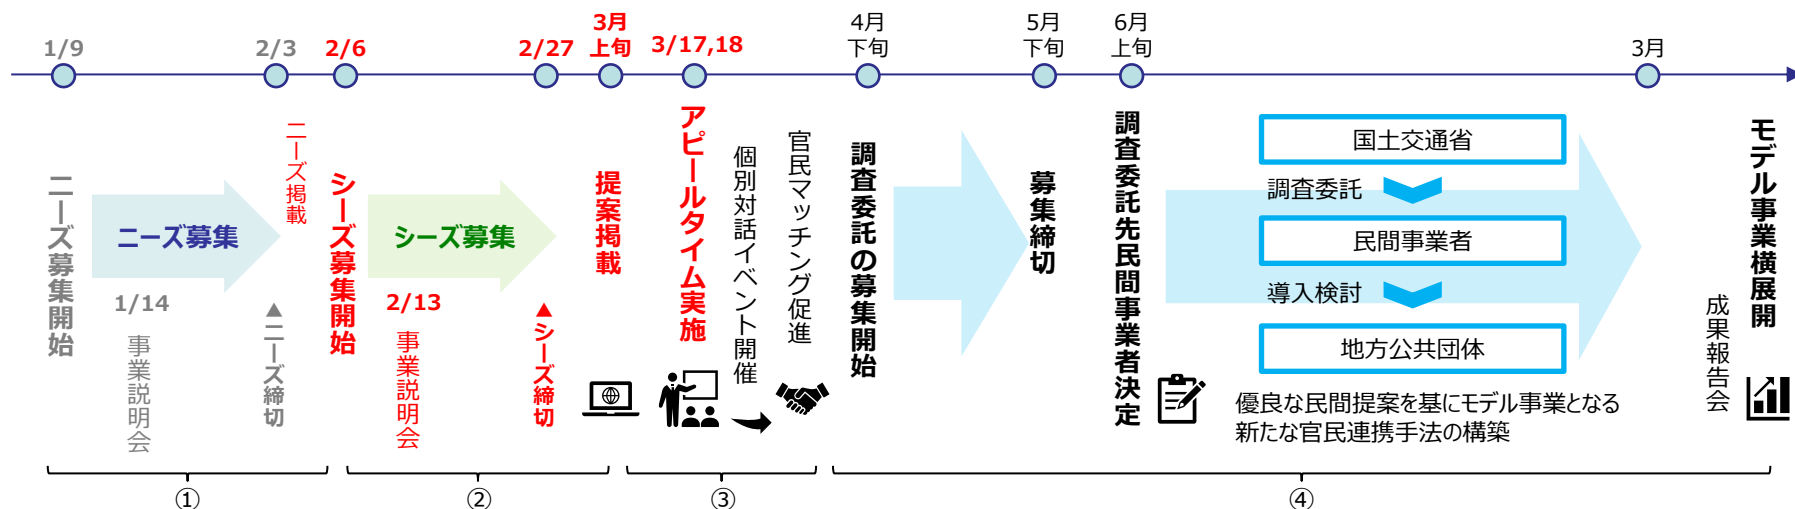 1/9
2/3
2/6
2/27
3月
上旬
3/17,18
4月
下旬
5月
下旬
6月
上旬
3月
ニーズ募集開始
ニーズ募集
1/14
事業説明会
ニーズ掲載
▲ニーズ締切
シーズ募集開始
シーズ募集
2/13
事業説明会
▲シーズ締切
提案掲載
アピールタイム実施
個別対話イベント開催
官民マッチング促進
調査委託の募集開始
募集締切
調査委託先民間事業者決定
国土交通省
調査委託
民間事業者
導入検討
地方公共団体
優良な民間提案を基にモデル事業となる
新たな官民連携手法の構築
成果報告会
モデル事業横展開
①
②
③
④